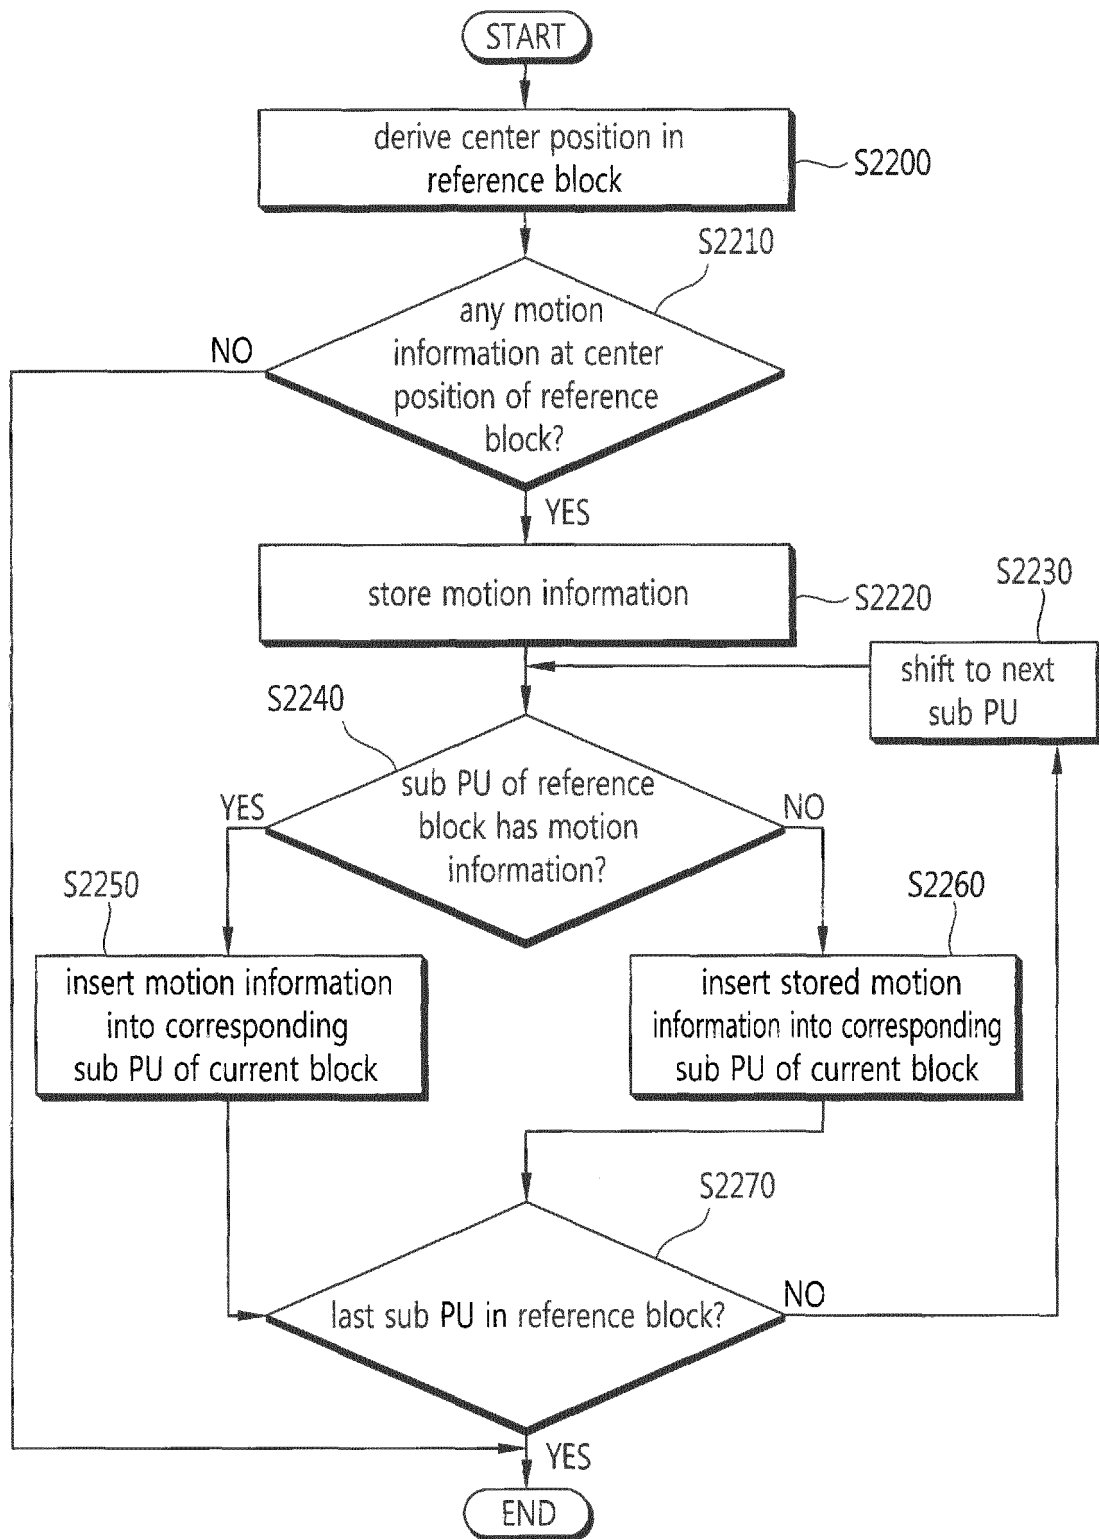 START
derive center position in
reference block
S2200
S2210
any motion
information at center
position of reference
block?
NO
YES
store motion information
S2220
S2230
shift to next
sub PU
S2240
sub PU of reference
block has motion
information?
YES
NO
S2250
insert motion information
into corresponding
sub PU of current block
S2260
insert stored motion
information into corresponding
sub PU of current block
S2270
last sub PU in reference block?
NO
YES
END